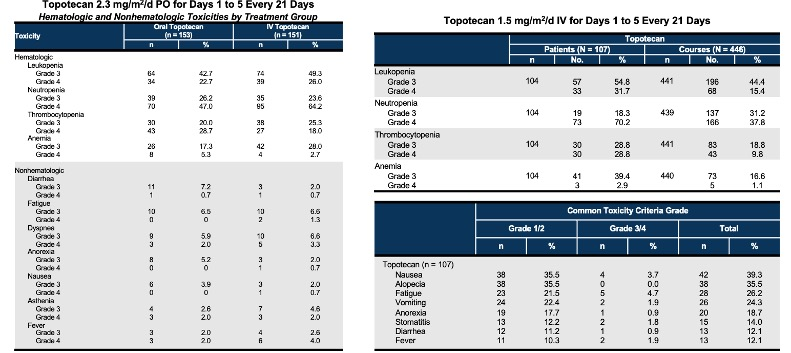 Topotecan 2.3 mg/m²/d PO for Days 1 to 5 Every 21 Days
Hematologic and Nonhematologic Toxicities by Treatment Group
Toxicity Oral Topotecan (n = 153) IV Topotecan (n = 151)
n % n %
Hematologic
Leukopenia
Grade 3 64 42.7 74 49.3
Grade 4 34 22.7 39 26.0
Neutropenia
Grade 3 39 26.2 35 23.6
Grade 4 70 47.0 95 64.2
Thrombocytopenia
Grade 3 30 20.0 38 25.3
Grade 4 43 28.7 27 18.0
Anemia
Grade 3 26 17.3 42 28.0
Grade 4 8 5.3 4 2.7
Nonhematologic
Diarrhea
Grade 3 11 7.2 3 2.0
Grade 4 1 0.7 1 0.7
Fatigue
Grade 3 10 6.5 10 6.6
Grade 4 0 0 2 1.3
Dyspnea
Grade 3 9 5.9 10 6.6
Grade 4 3 2.0 5 3.3
Anorexia
Grade 3 8 5.2 3 2.0
Grade 4 0 0 1 0.7
Nausea
Grade 3 6 3.9 3 2.0
Grade 4 0 0 1 0.7
Asthenia
Grade 3 4 2.6 7 4.6
Grade 4 3 2.0 3 2.0
Fever
Grade 3 3 2.0 4 2.6
Grade 4 3 2.0 6 4.0
Topotecan 1.5 mg/m²/d IV for Days 1 to 5 Every 21 Days
Topotecan
Patients (N = 107) Courses (N = 446)
n No. % n No. %
Leukopenia
Grade 3 104 57 54.8 441 196 44.4
Grade 4 33 31.7 68 15.4
Neutropenia
Grade 3 104 19 18.3 439 137 31.2
Grade 4 73 70.2 166 37.8
Thrombocytopenia
Grade 3 104 30 28.8 441 83 18.8
Grade 4 30 28.8 43 9.8
Anemia
Grade 3 104 41 39.4 440 73 16.6
Grade 4 3 2.9 5 1.1
Common Toxicity Criteria Grade
Grade 1/2 Grade 3/4 Total
n % n % n %
Topotecan (n = 107)
Nausea 38 35.5 4 3.7 42 39.3
Alopecia 38 35.5 0 0.0 38 35.5
Fatigue 23 21.5 5 4.7 28 26.2
Vomiting 24 22.4 2 1.9 26 24.3
Anorexia 19 17.7 1 0.9 20 18.7
Stomatitis 13 12.2 2 1.8 15 14.0
Diarrhea 12 11.2 1 0.9 13 12.1
Fever 11 10.3 2 1.9 13 12.1